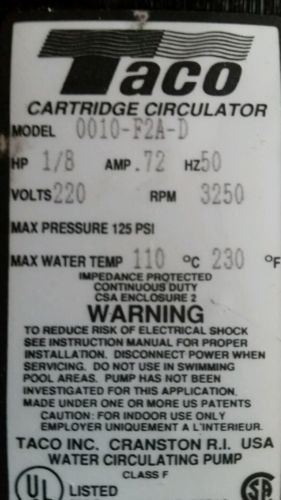 Taco
CARTRIDGE CIRCULATOR
MODEL 0010-F2A-D
HP 1/8 AMP .72 HZ 50
VOLTS 220 RPM 3250
MAX PRESSURE 125 PSI
MAX WATER TEMP 110 °C 230 °F
IMPEDANCE PROTECTED
CONTINUOUS DUTY
CSA ENCLOSURE 2
WARNING
TO REDUCE RISK OF ELECTRICAL SHOCK
SEE INSTRUCTION MANUAL FOR PROPER
INSTALLATION. DISCONNECT POWER WHEN
SERVICING. DO NOT USE IN SWIMMING
POOL AREAS. PUMP HAS NOT BEEN
INVESTIGATED FOR THIS APPLICATION.
MADE UNDER ONE OR MORE US PATENTS
CAUTION: FOR INDOOR USE ONLY
EMPLOYER UNIQUEMENT A L'INTERIEUR.
TACO INC. CRANSTON R.I. USA
WATER CIRCULATING PUMP
CLASS F
UL LISTED SA